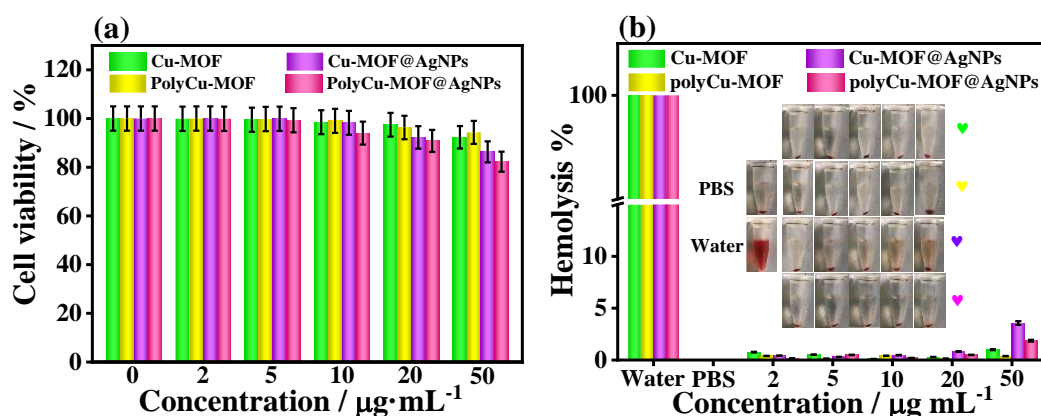 (a)
Cu-MOF
Cu-MOF@AgNPs
PolyCu-MOF
PolyCu-MOF@AgNPs
Cell viability / %
120
100
80
60
40
20
0
0 2 5 10 20 50
Concentration / μg·mL⁻¹
(b)
Cu-MOF
Cu-MOF@AgNPs
polyCu-MOF
polyCu-MOF@AgNPs
Hemolysis %
100
10
5
0
PBS
Water
Water PBS 2 5 10 20 50
Concentration / μg mL⁻¹